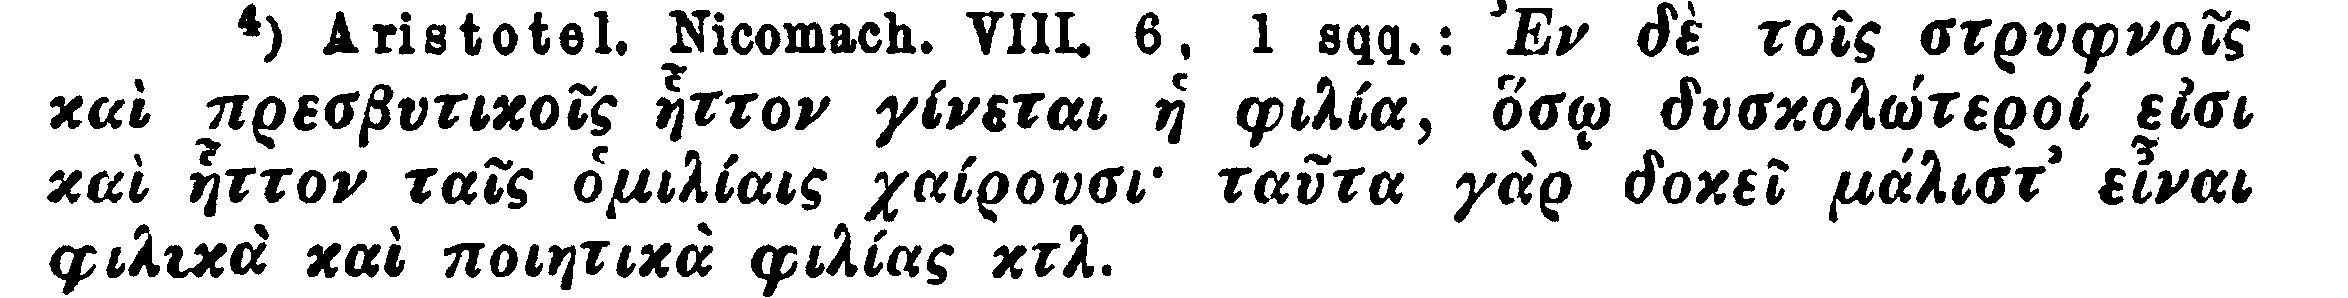 ⁴) Aristotel. Nicomach. VIII. 6, 1 sqq.: Ἐν δὲ τοῖς στρυφνοῖς
καὶ πρεσβυτικοῖς ἧττον γίνεται ἡ φιλία, ὅσῳ δυσκολώτεροί εἰσι
καὶ ἧττον ταῖς ὁμιλίαις χαίρουσι· ταῦτα γὰρ δοκεῖ μάλιστ’ εἶναι
φιλικὰ καὶ ποιητικὰ φιλίας κτλ.